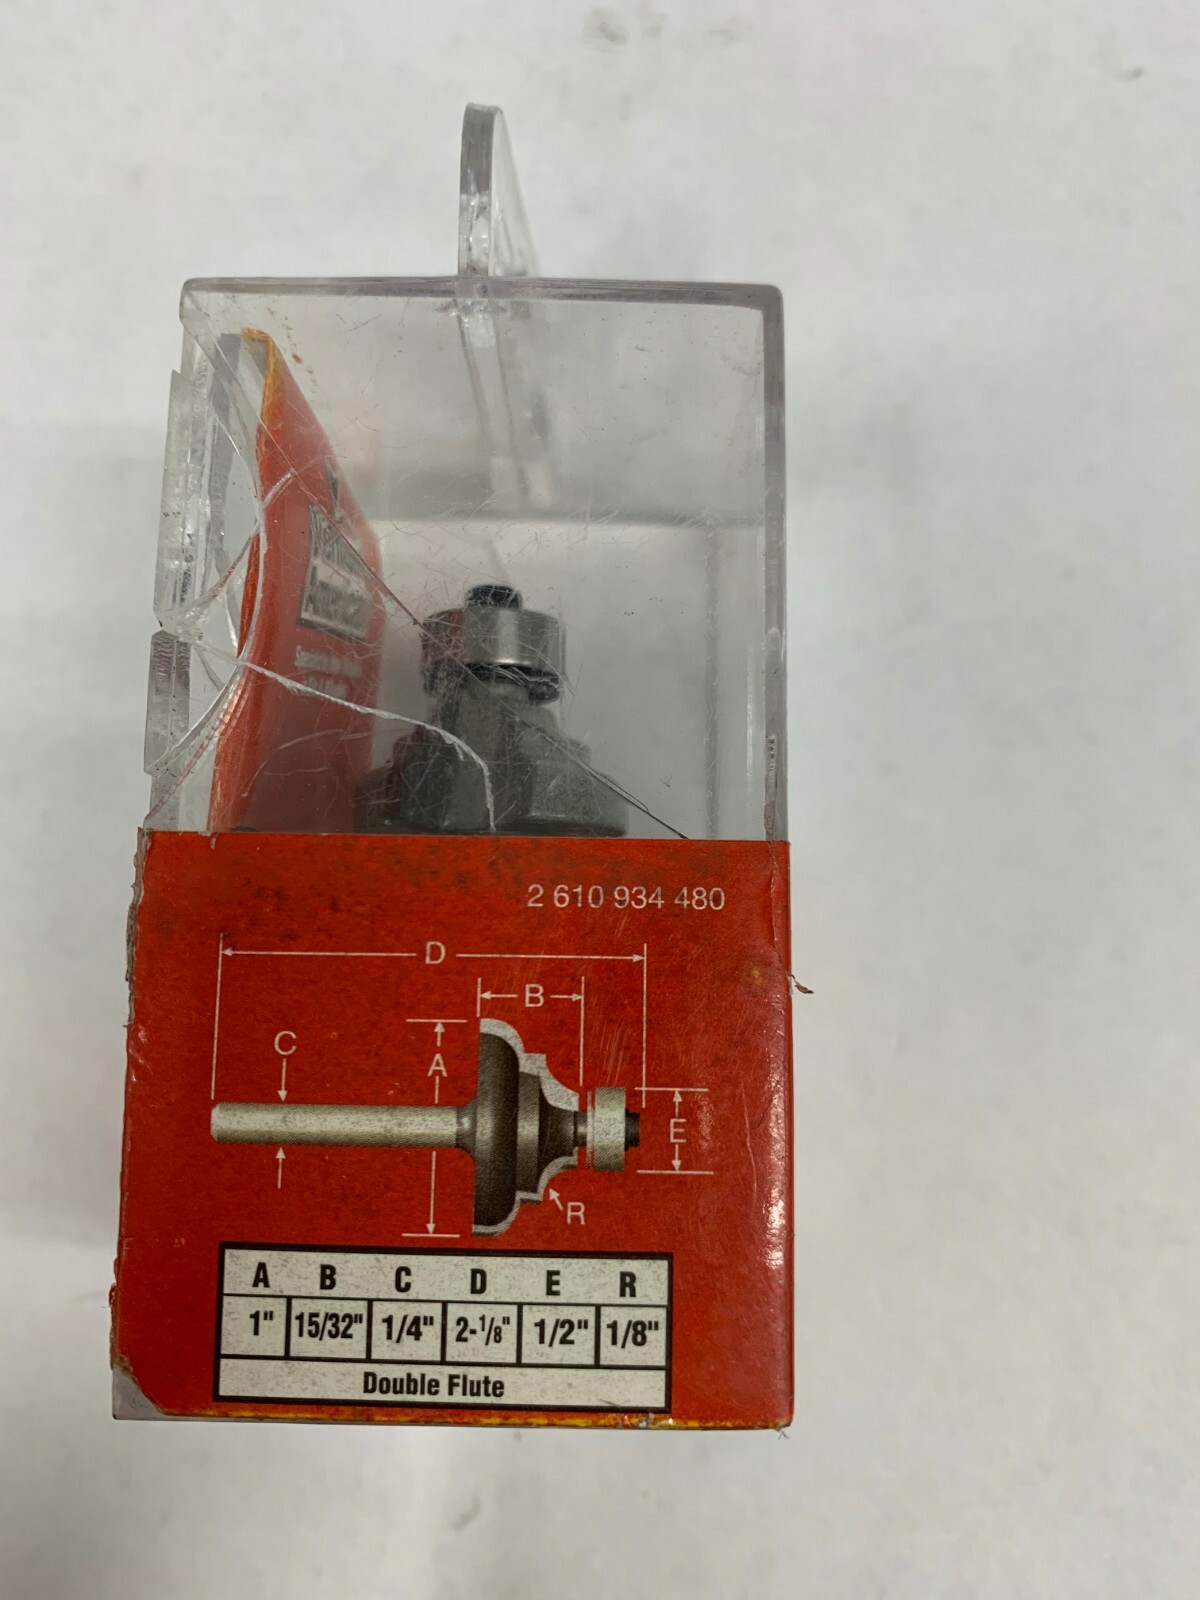 2 610 934 480
D
B
C
A
E
R
A B C D E R
1" 15/32" 1/4" 2-1/8" 1/2" 1/8"
Double Flute